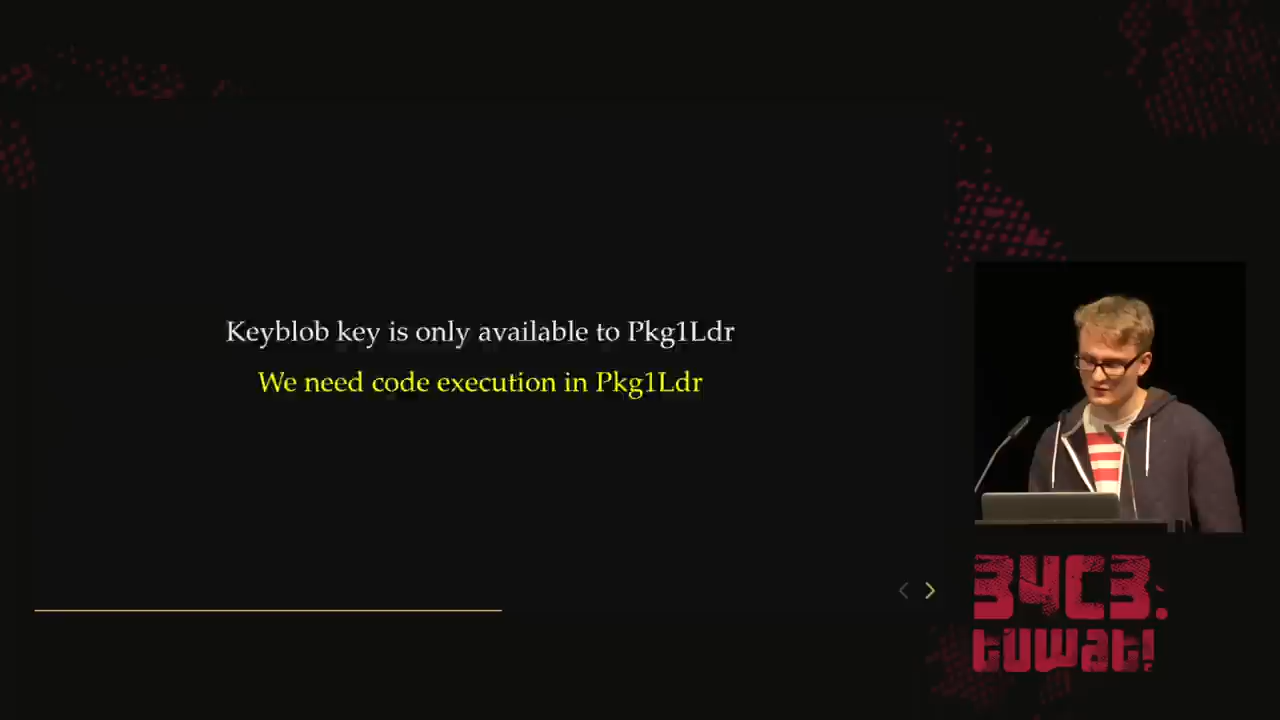 Keyblob key is only available to Pkg1Ldr
We need code execution in Pkg1Ldr
34C3.
tuwat!